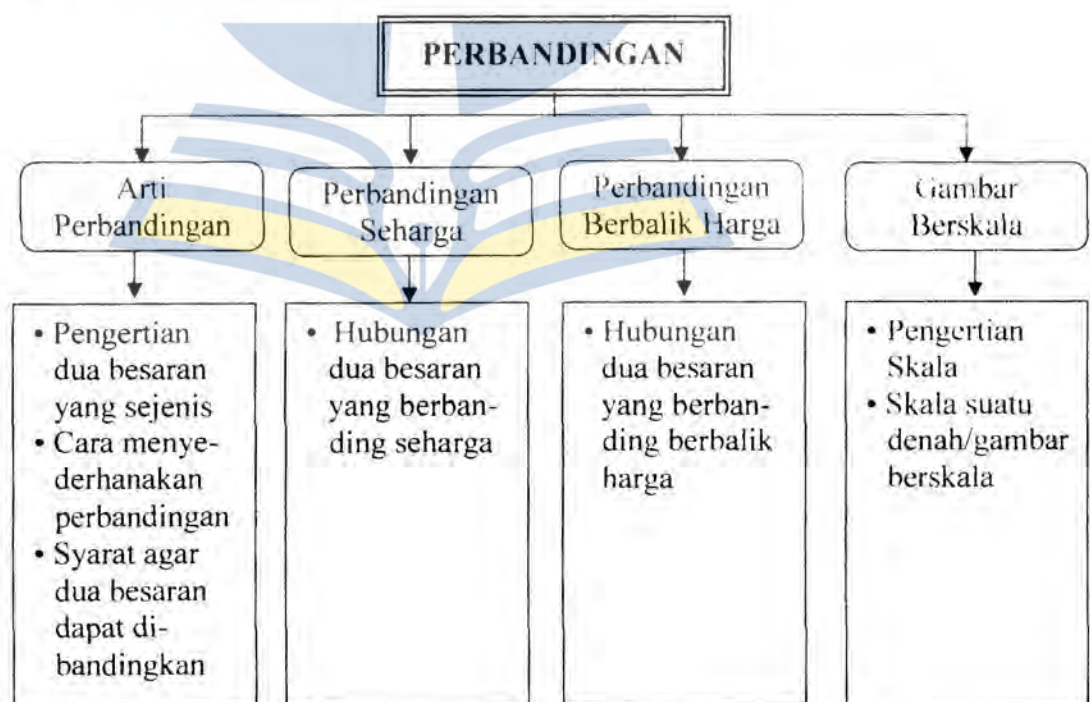 PERBANDINGAN
Arti
Perbandingan
Perbandingan
Seharga
Perbandingan
Berbalik Harga
Gambar
Berskala
• Pengertian
dua besaran
yang sejenis
• Cara menye-
derhanakan
perbandingan
• Syarat agar
dua besaran
dapat di-
bandingkan
• Hubungan
dua besaran
yang berban-
ding seharga
• Hubungan
dua besaran
yang berban-
ding berbalik
harga
• Pengertian
Skala
• Skala suatu
denah/gambar
berskala